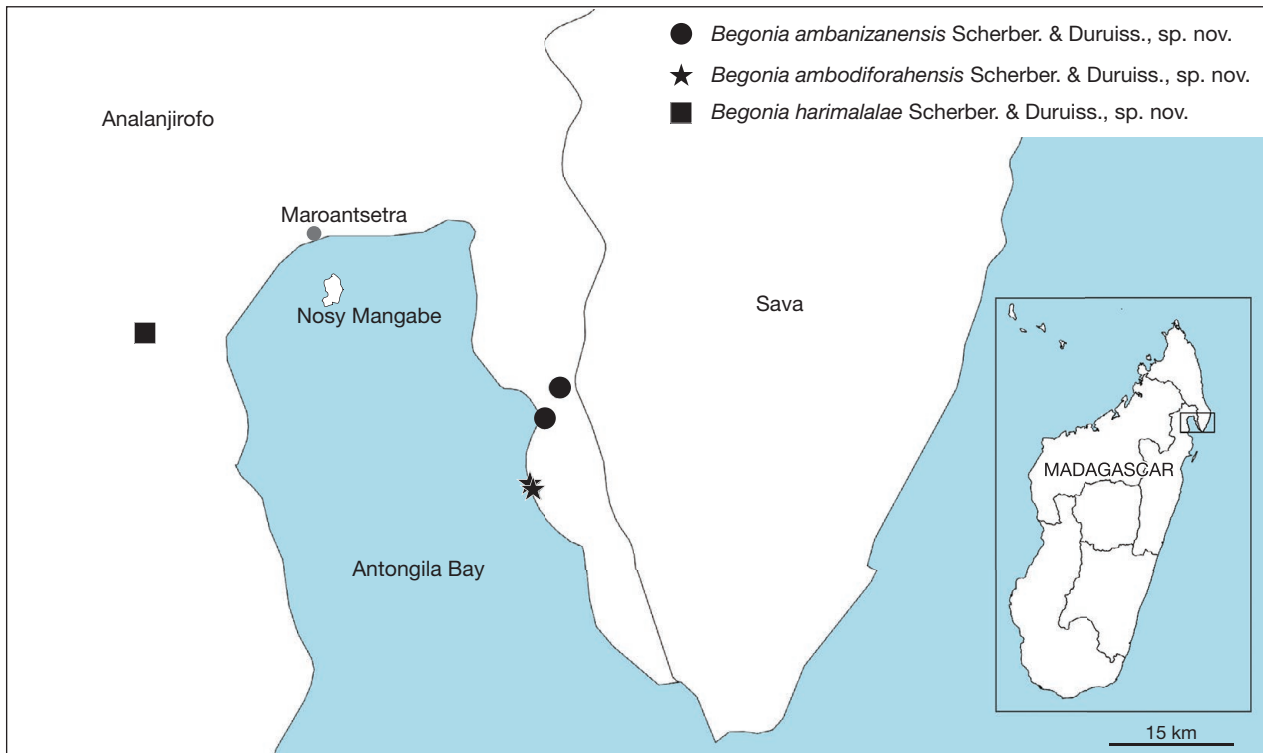 Begonia ambanizanensis Scherber. & Duruiss., sp. nov.
Begonia ambodiforahensis Scherber. & Duruiss., sp. nov.
Begonia harimalalae Scherber. & Duruiss., sp. nov.
Analanjirofo
Maroantsetra
Nosy Mangabe
Sava
Antongila Bay
MADAGASCAR
15 km